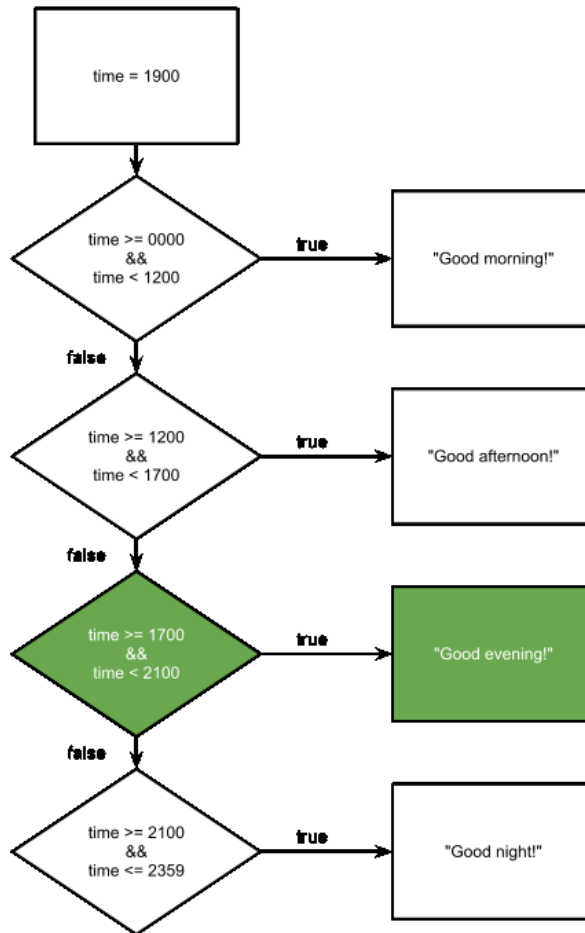 time = 1900
time >= 0000
&&
time < 1200
true
"Good morning!"
false
time >= 1200
&&
time < 1700
true
"Good afternoon!"
false
time >= 1700
&&
time < 2100
true
"Good evening!"
false
time >= 2100
&&
time <= 2359
true
"Good night!"